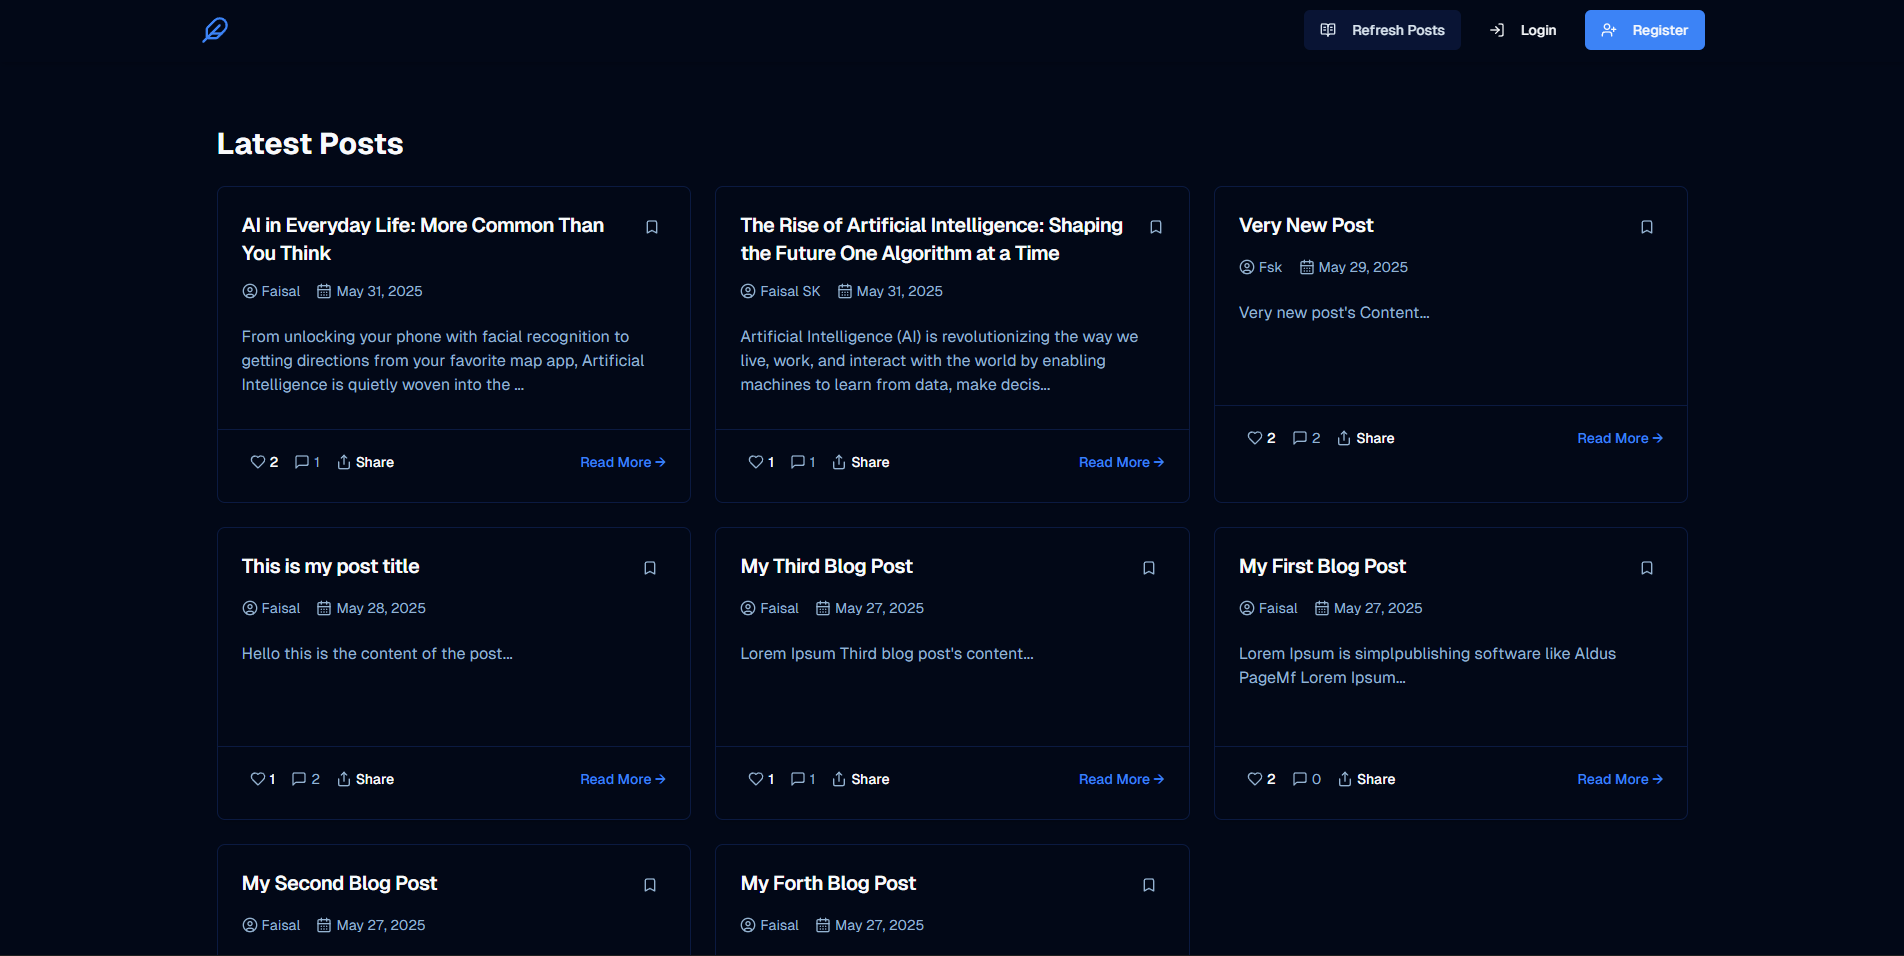 Refresh Posts Login Register
Latest Posts
AI in Everyday Life: More Common Than
You Think
Faisal May 31, 2025
From unlocking your phone with facial recognition to
getting directions from your favorite map app, Artificial
Intelligence is quietly woven into the ...
2 1 Share Read More →
The Rise of Artificial Intelligence: Shaping
the Future One Algorithm at a Time
Faisal SK May 31, 2025
Artificial Intelligence (AI) is revolutionizing the way we
live, work, and interact with the world by enabling
machines to learn from data, make decis...
1 1 Share Read More →
Very New Post
Fsk May 29, 2025
Very new post's Content...
2 2 Share Read More →
This is my post title
Faisal May 28, 2025
Hello this is the content of the post...
1 2 Share Read More →
My Third Blog Post
Faisal May 27, 2025
Lorem Ipsum Third blog post's content...
1 1 Share Read More →
My First Blog Post
Faisal May 27, 2025
Lorem Ipsum is simplpublishing software like Aldus
PageMf Lorem Ipsum...
2 0 Share Read More →
My Second Blog Post
Faisal May 27, 2025
My Forth Blog Post
Faisal May 27, 2025